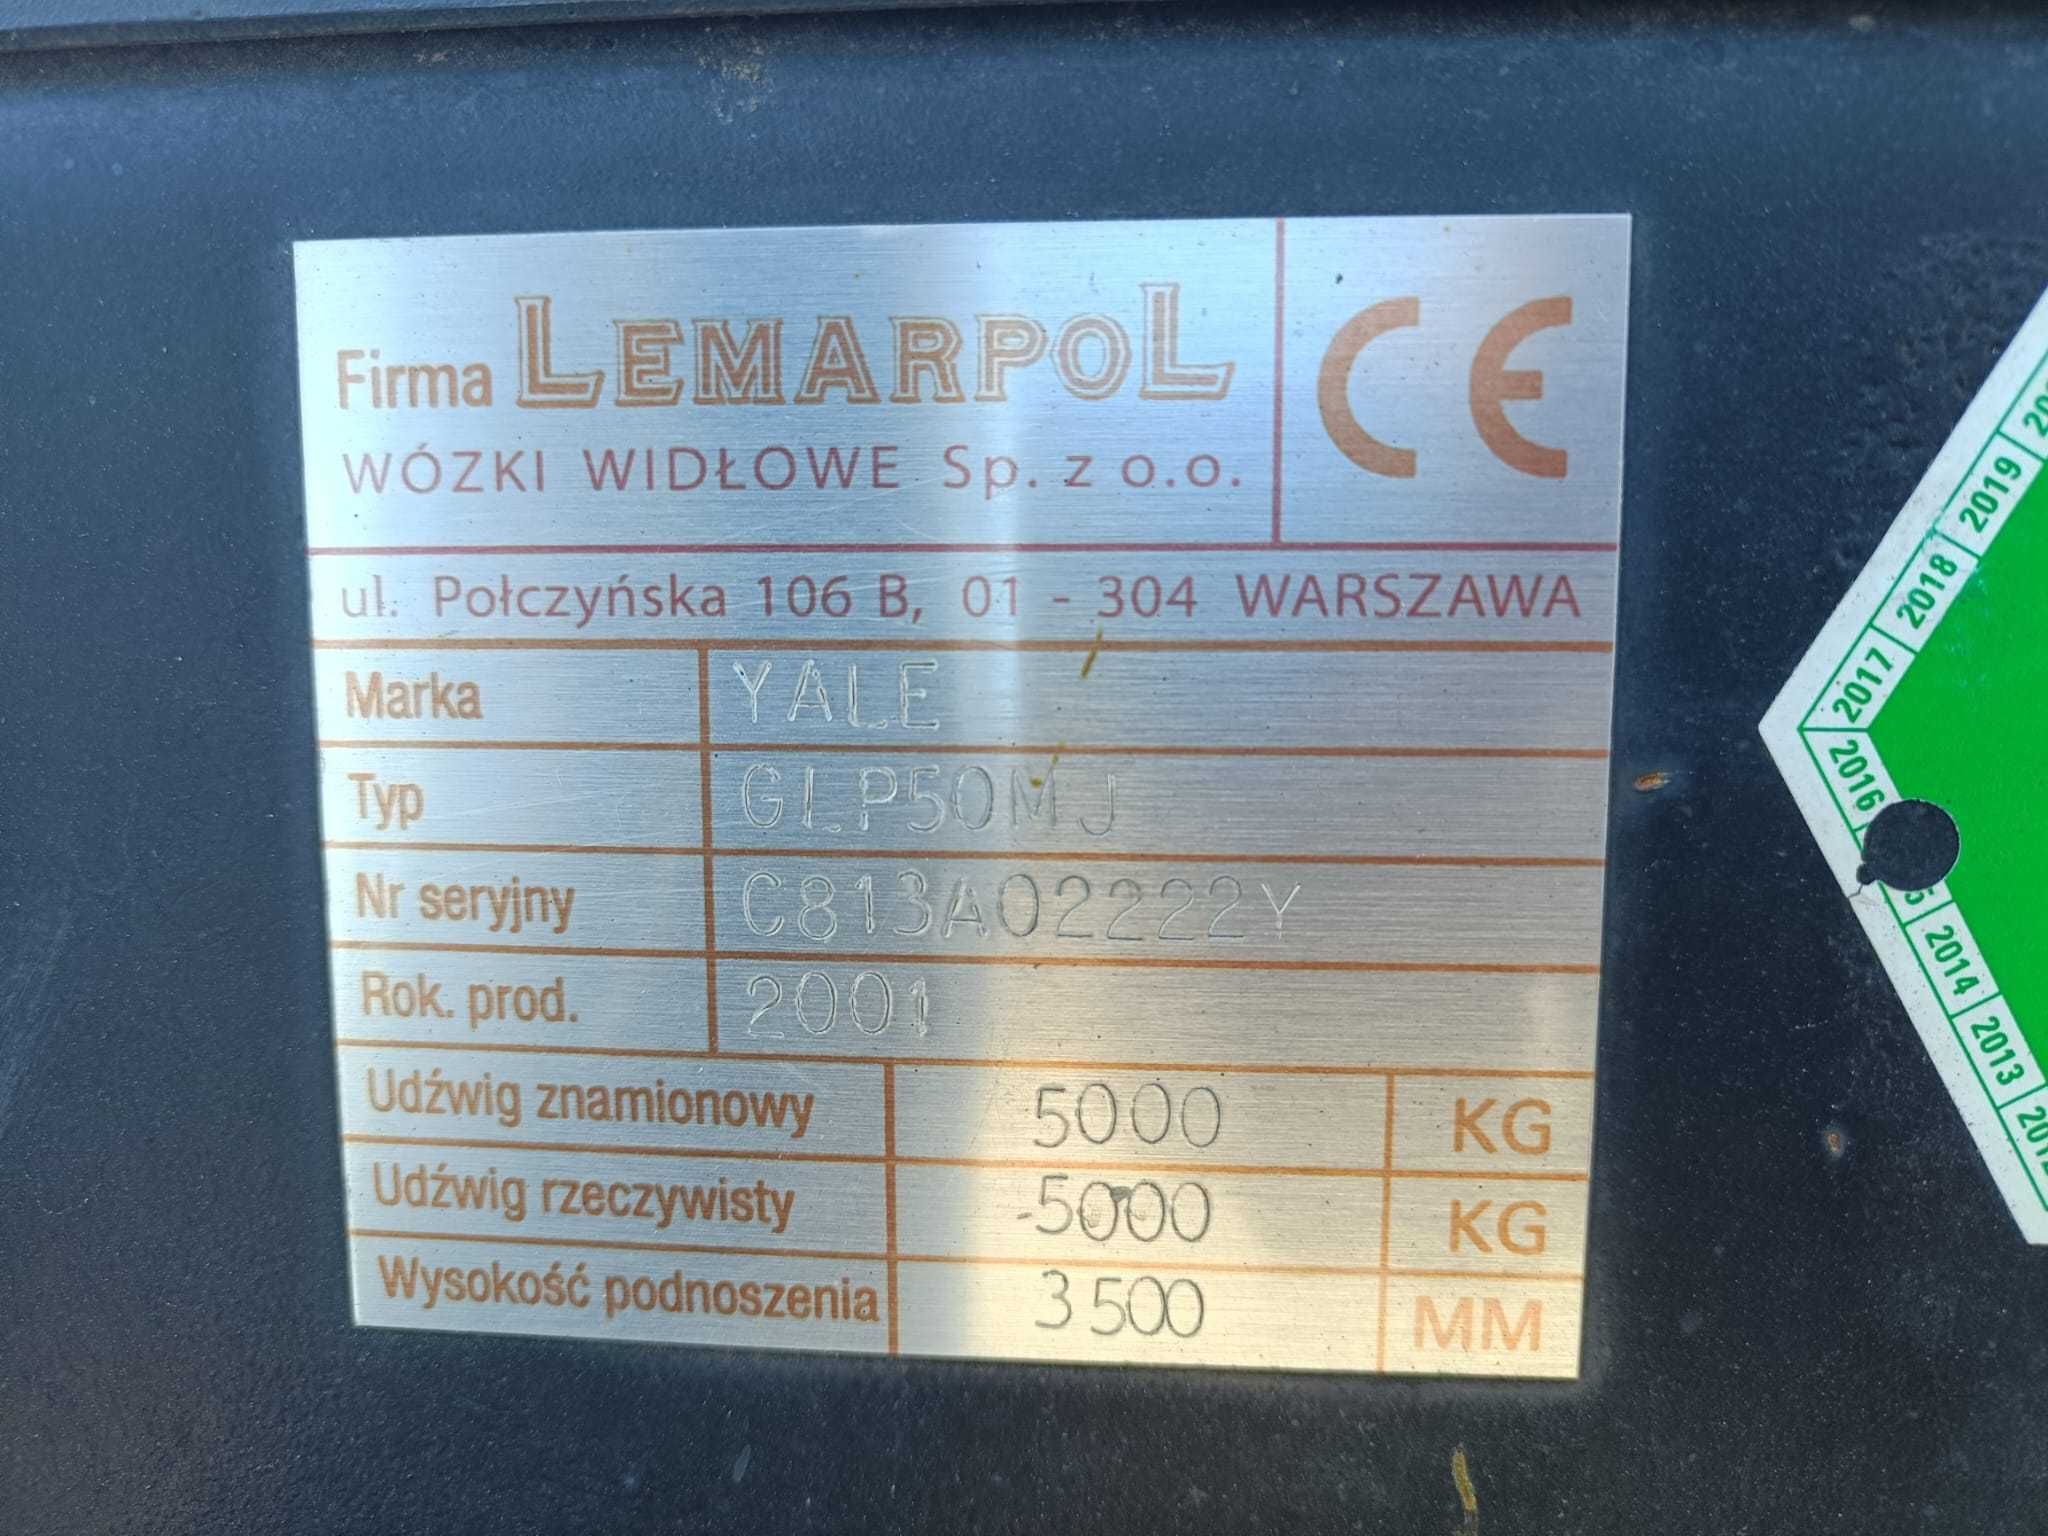 Firma LEMARPOL
WÓZKI WIDŁOWE Sp. z o.o.
CE
ul. Połczyńska 106 B, 01 - 304 WARSZAWA
Marka YALE
Typ GLP50MJ
Nr seryjny C813A02222Y
Rok. prod. 2001
Udźwig znamionowy 5000 KG
Udźwig rzeczywisty 5000 KG
Wysokość podnoszenia 3500 MM
2019
2018
2017
2016
2014
2013